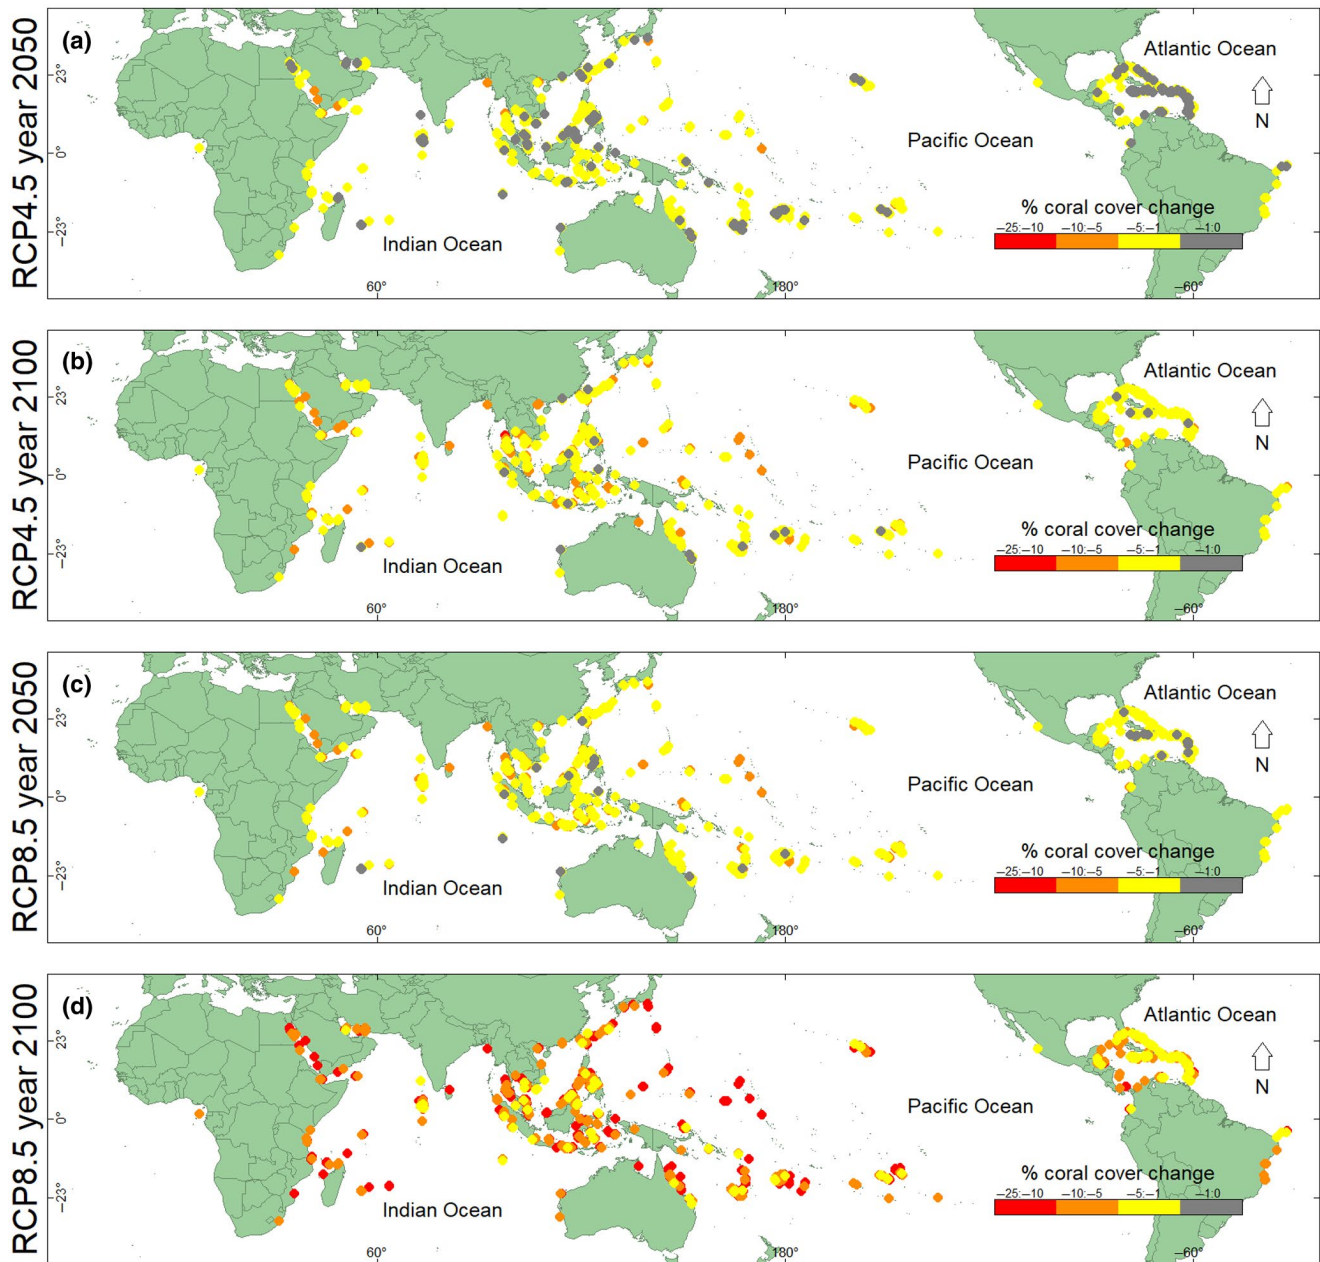 RCP4.5 year 2050
(a)
Atlantic Ocean
23°
N
Pacific Ocean
0°
% coral cover change
−25:−10 −10:−5 −5:−1 −1:0
−23°
Indian Ocean
60° 180° −60°
RCP4.5 year 2100
(b)
Atlantic Ocean
23°
N
Pacific Ocean
0°
% coral cover change
−25:−10 −10:−5 −5:−1 −1:0
−23°
Indian Ocean
60° 180° −60°
RCP8.5 year 2050
(c)
Atlantic Ocean
23°
N
Pacific Ocean
0°
% coral cover change
−25:−10 −10:−5 −5:−1 −1:0
−23°
Indian Ocean
60° 180° −60°
RCP8.5 year 2100
(d)
Atlantic Ocean
23°
N
Pacific Ocean
0°
% coral cover change
−25:−10 −10:−5 −5:−1 −1:0
−23°
Indian Ocean
60° 180° −60°